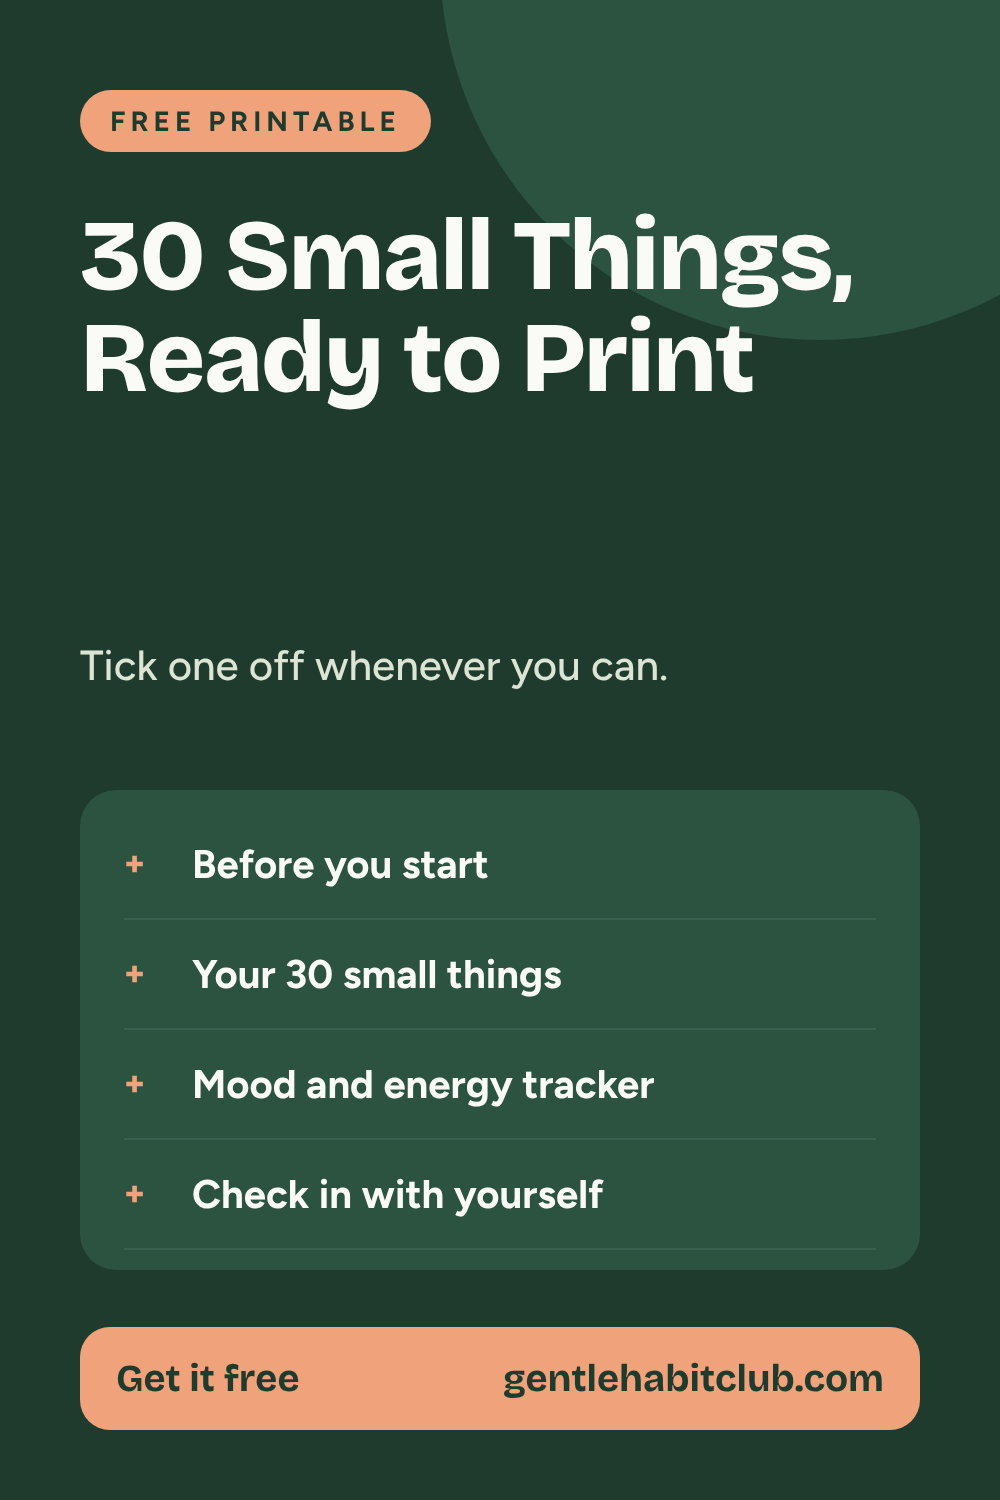 FREE PRINTABLE
30 Small Things,
Ready to Print
Tick one off whenever you can.
+ Before you start
+ Your 30 small things
+ Mood and energy tracker
+ Check in with yourself
Get it free gentlehabitclub.com